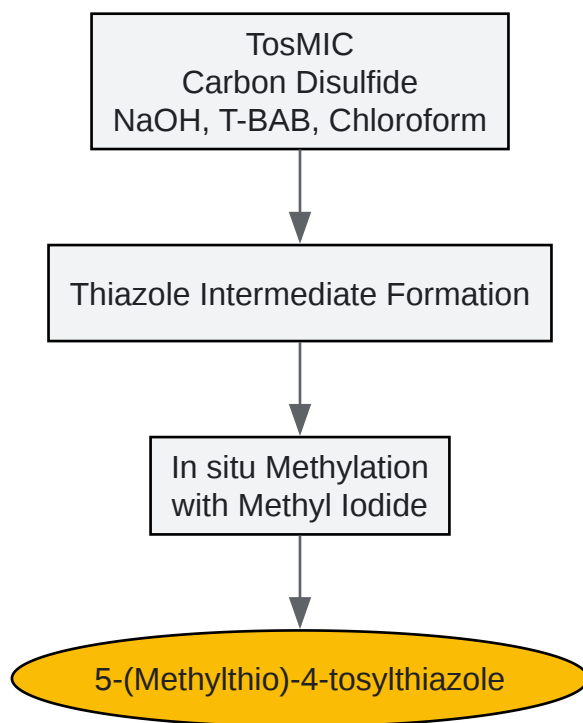 TosMIC
Carbon Disulfide
NaOH, T-BAB, Chloroform
Thiazole Intermediate Formation
In situ Methylation
with Methyl Iodide
5-(Methylthio)-4-tosylthiazole